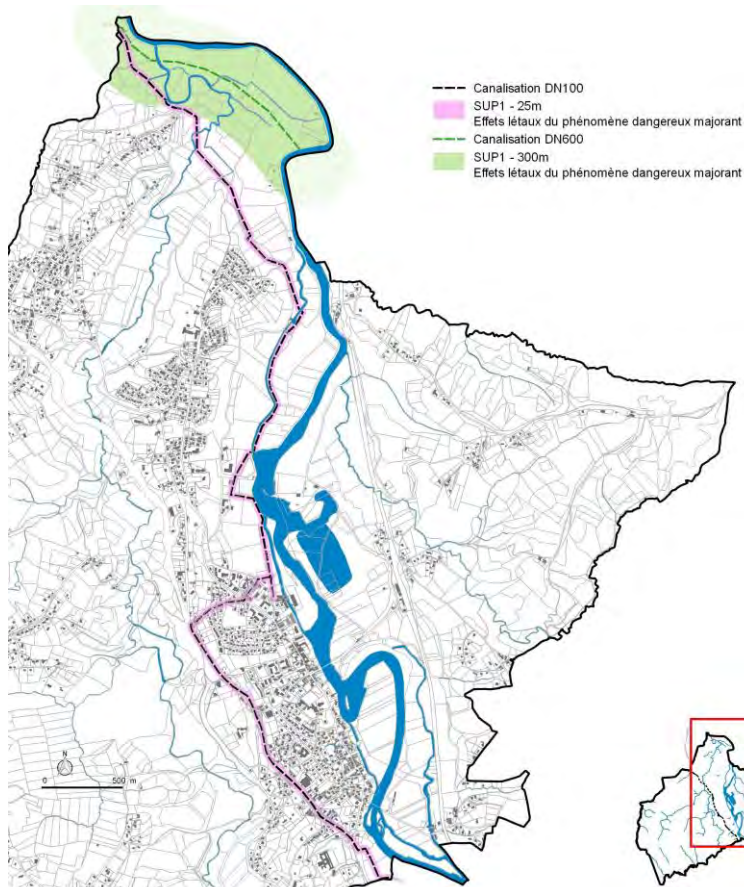 Canalisation DN100
SUP1 - 25m
Effets létaux du phénomène dangereux majorant
Canalisation DN600
SUP1 - 300m
Effets létaux du phénomène dangereux majorant
N
0 500 m